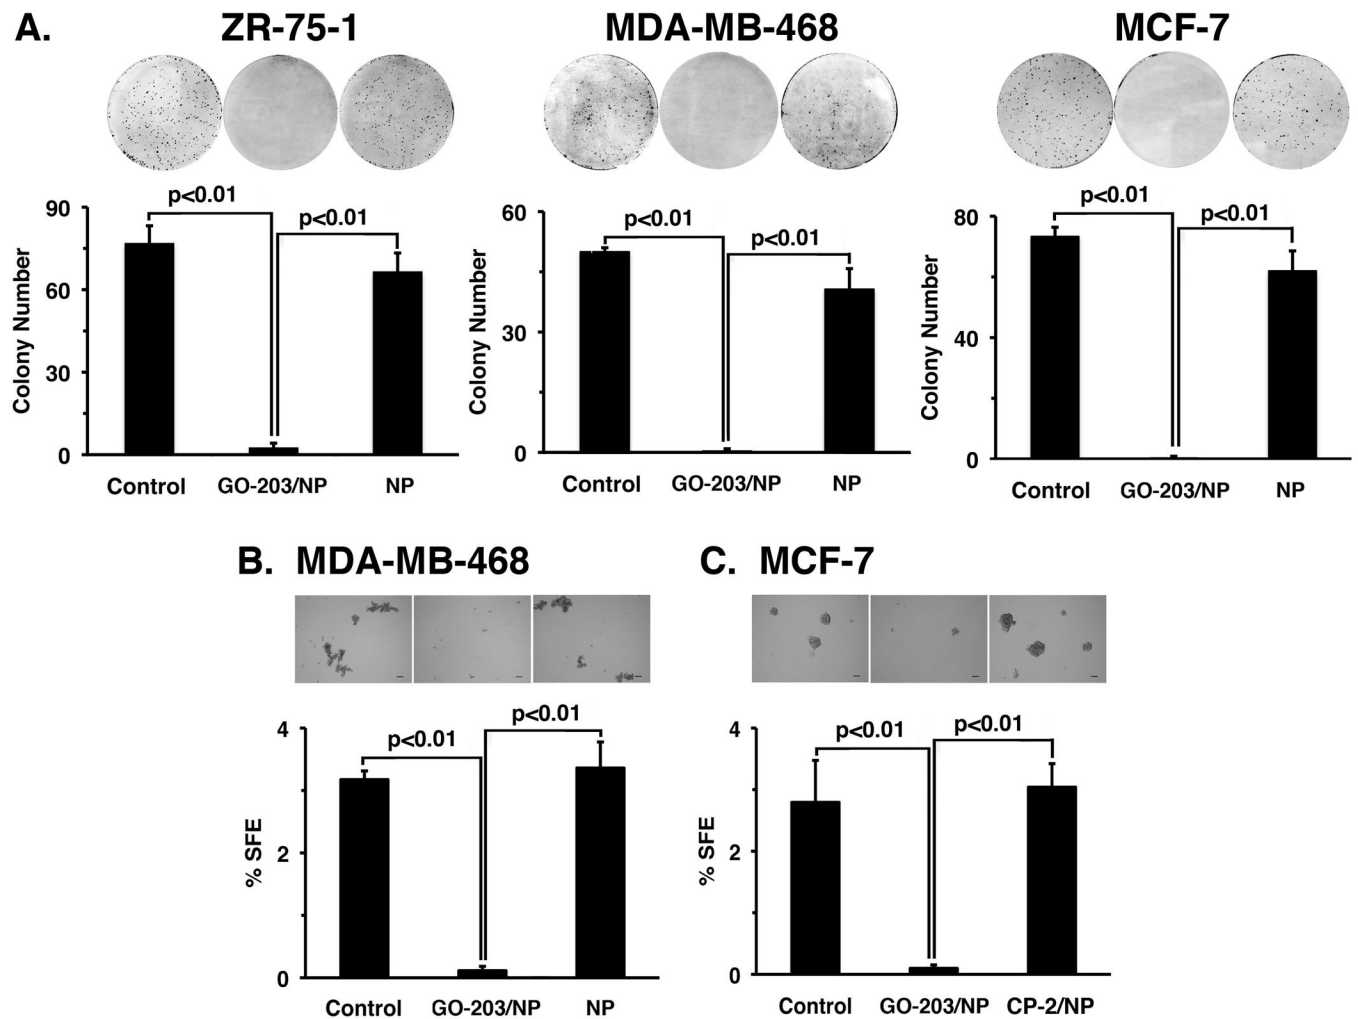 A.
ZR-75-1
MDA-MB-468
MCF-7
Colony Number
90
60
30
0
p<0.01
p<0.01
Control
GO-203/NP
NP
Colony Number
60
30
0
p<0.01
p<0.01
Control
GO-203/NP
NP
Colony Number
80
40
0
p<0.01
p<0.01
Control
GO-203/NP
NP
B. MDA-MB-468
% SFE
4
2
0
p<0.01
p<0.01
Control
GO-203/NP
NP
C. MCF-7
% SFE
4
2
0
p<0.01
p<0.01
Control
GO-203/NP
CP-2/NP